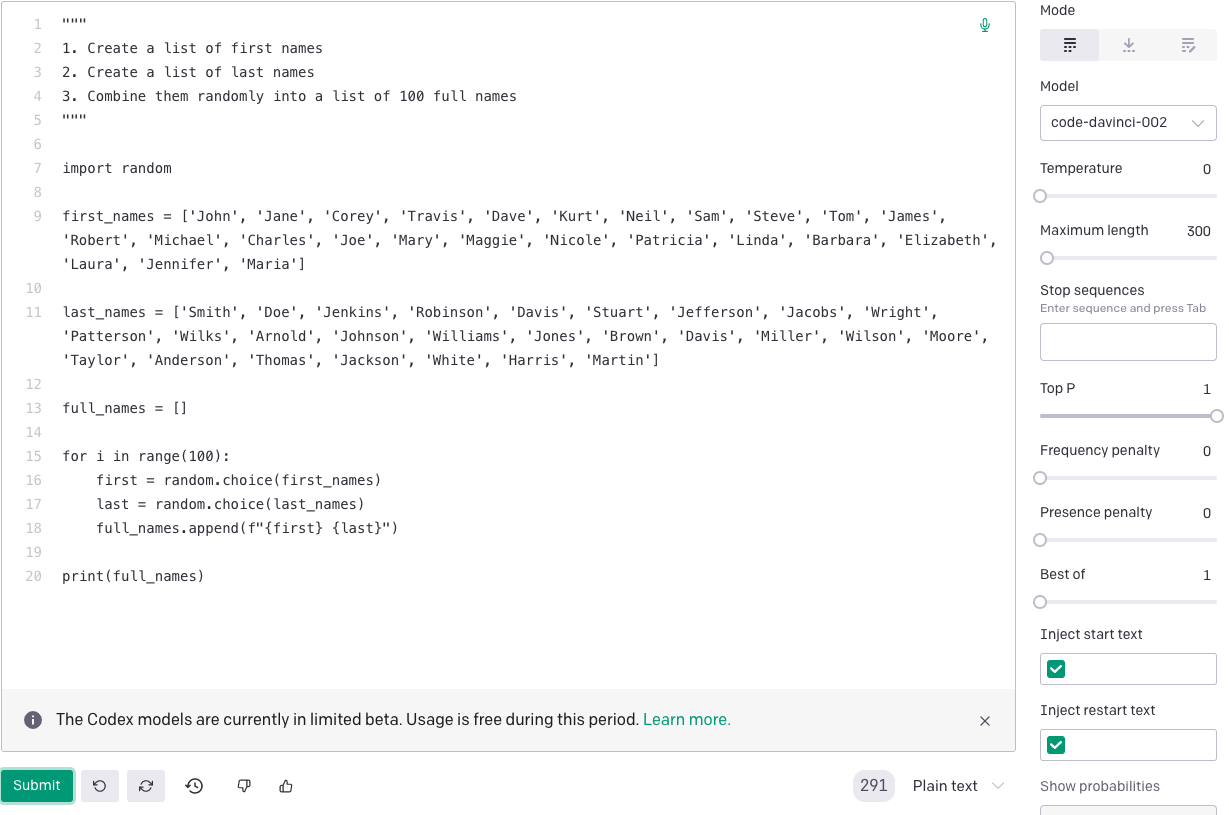 1 """
2 1. Create a list of first names
3 2. Create a list of last names
4 3. Combine them randomly into a list of 100 full names
5 """
6
7 import random
8
9 first_names = ['John', 'Jane', 'Corey', 'Travis', 'Dave', 'Kurt', 'Neil', 'Sam', 'Steve', 'Tom', 'James',
'Robert', 'Michael', 'Charles', 'Joe', 'Mary', 'Maggie', 'Nicole', 'Patricia', 'Linda', 'Barbara', 'Elizabeth',
'Laura', 'Jennifer', 'Maria']
10
11 last_names = ['Smith', 'Doe', 'Jenkins', 'Robinson', 'Davis', 'Stuart', 'Jefferson', 'Jacobs', 'Wright',
'Patterson', 'Wilks', 'Arnold', 'Johnson', 'Williams', 'Jones', 'Brown', 'Davis', 'Miller', 'Wilson', 'Moore',
'Taylor', 'Anderson', 'Thomas', 'Jackson', 'White', 'Harris', 'Martin']
12
13 full_names = []
14
15 for i in range(100):
16     first = random.choice(first_names)
17     last = random.choice(last_names)
18     full_names.append(f"{first} {last}")
19
20 print(full_names)
The Codex models are currently in limited beta. Usage is free during this period. Learn more.
Submit
291
Plain text
Mode
Model
code-davinci-002
Temperature 0
Maximum length 300
Stop sequences
Enter sequence and press Tab
Top P 1
Frequency penalty 0
Presence penalty 0
Best of 1
Inject start text
Inject restart text
Show probabilities